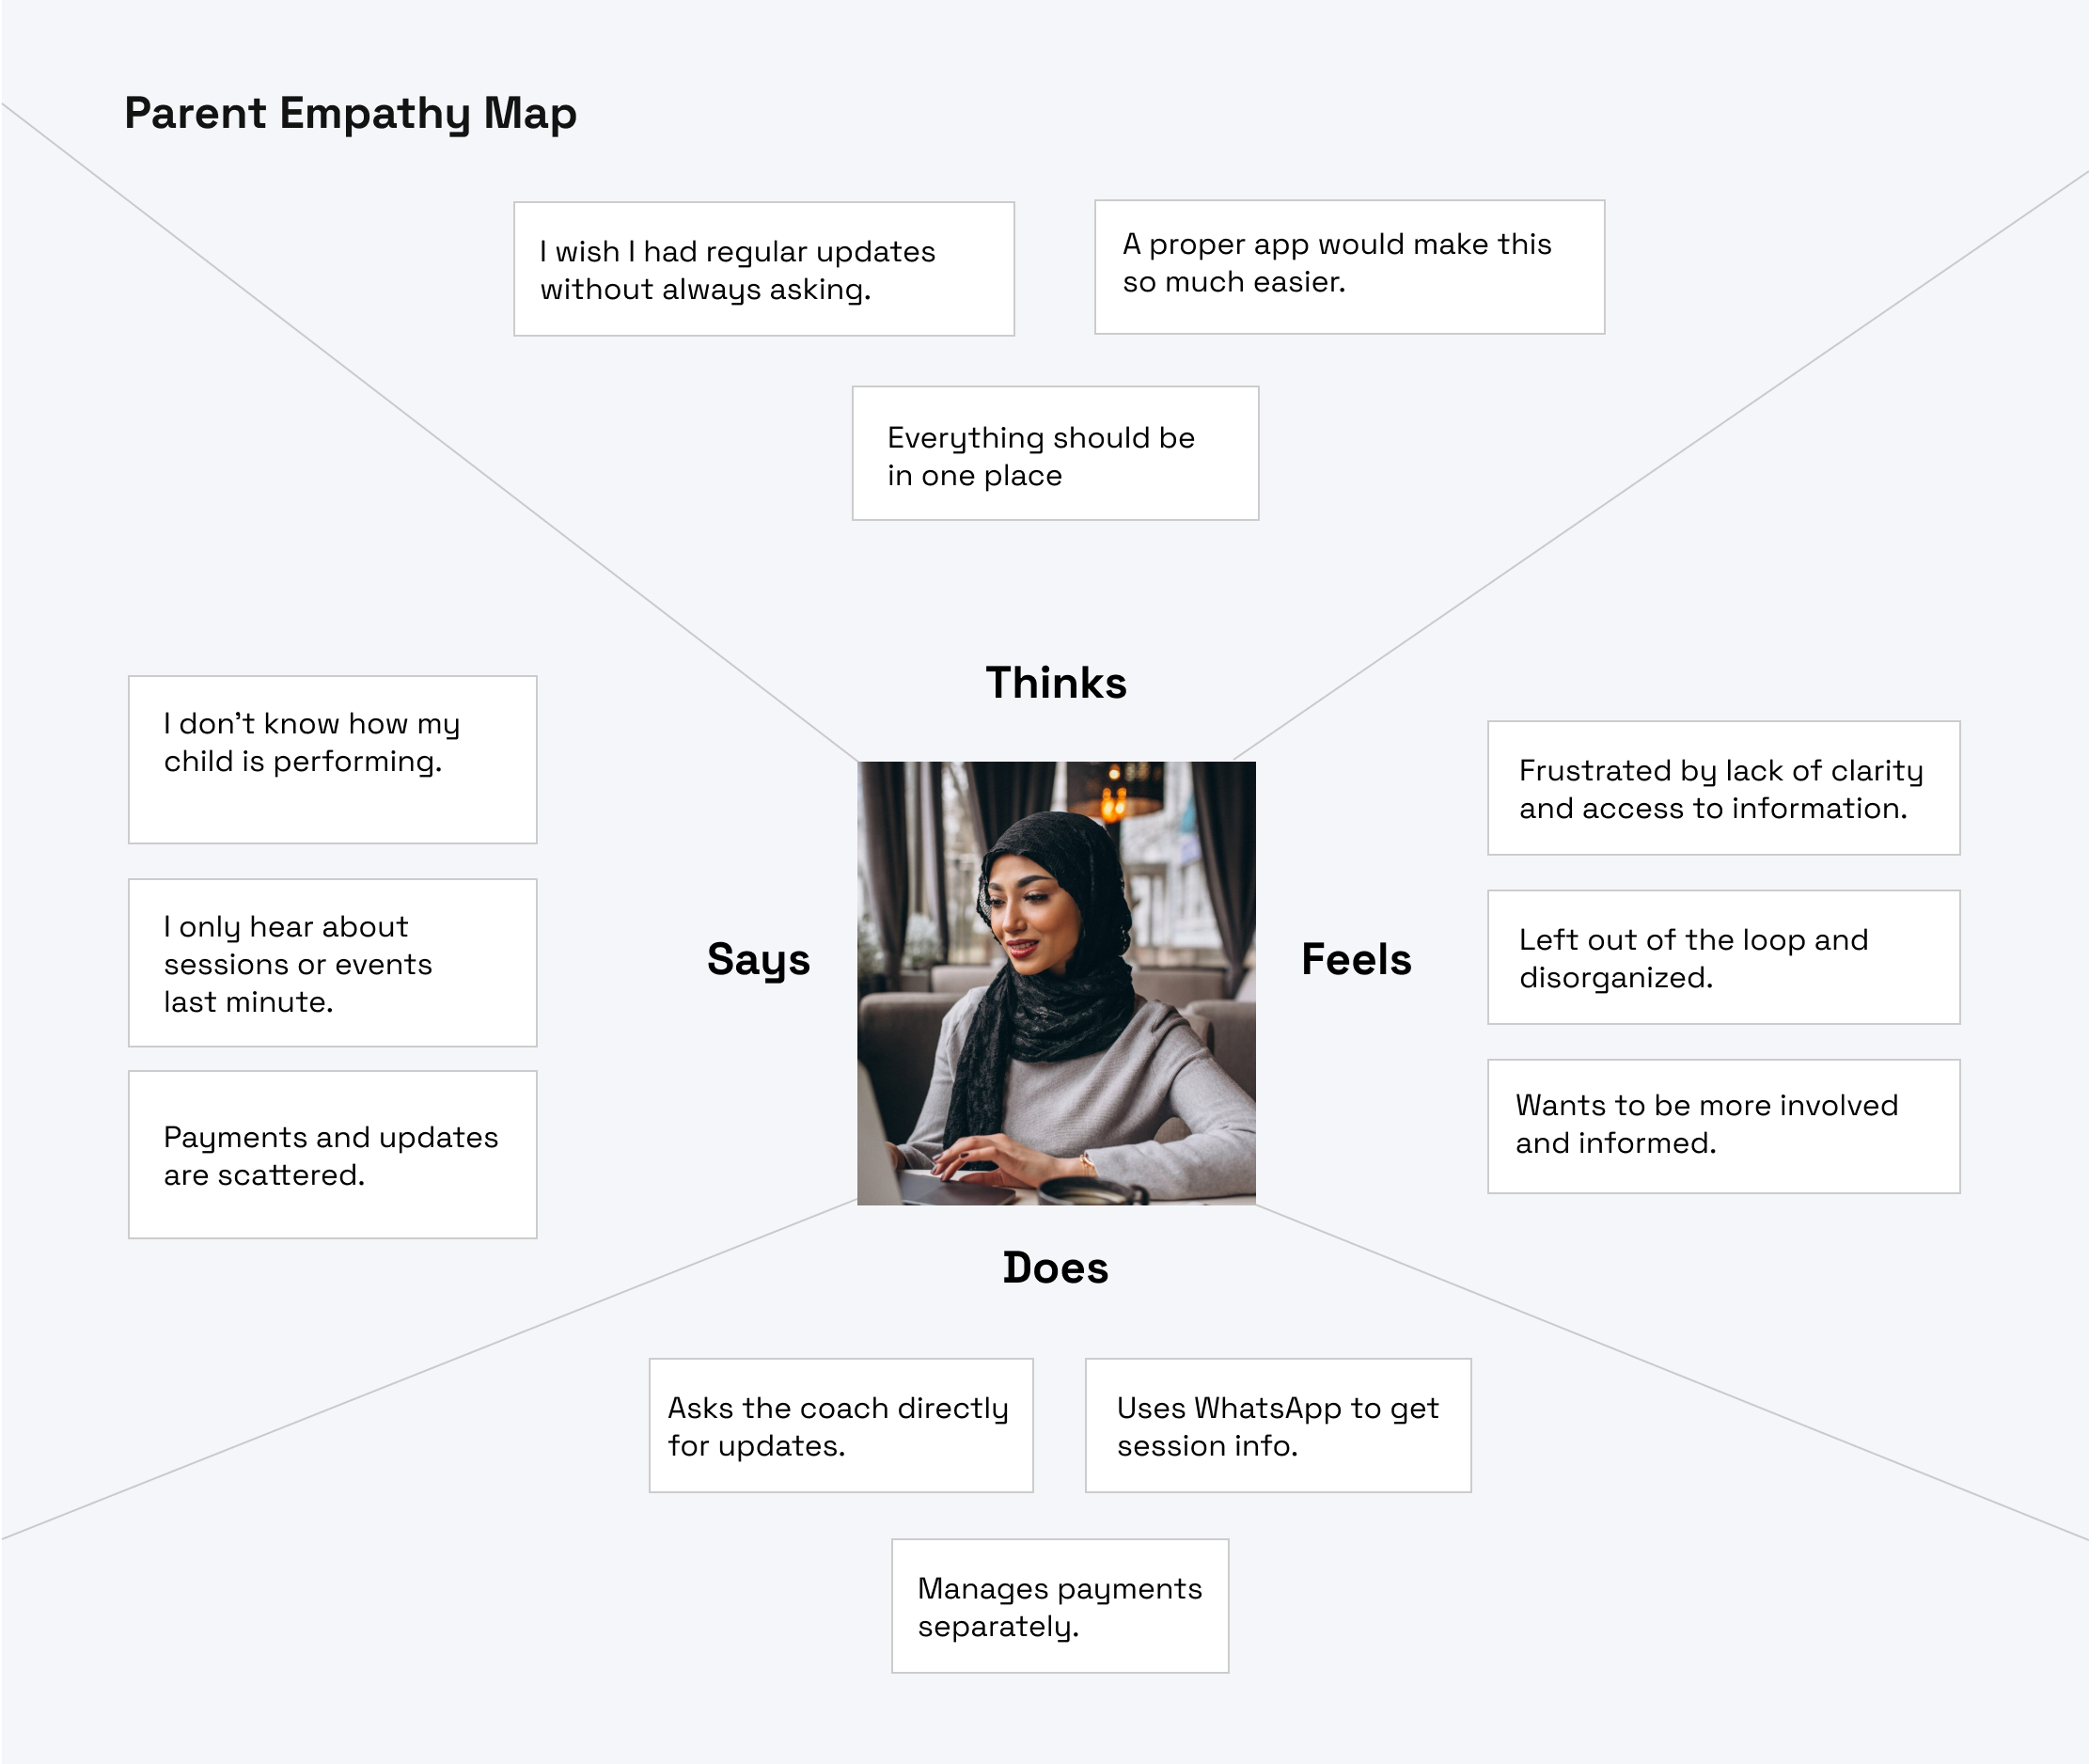 Parent Empathy Map
I wish I had regular updates
without always asking.
A proper app would make this
so much easier.
Everything should be
in one place
Thinks
I don't know how my
child is performing.
I only hear about
sessions or events
last minute.
Payments and updates
are scattered.
Says
Feels
Frustrated by lack of clarity
and access to information.
Left out of the loop and
disorganized.
Wants to be more involved
and informed.
Does
Asks the coach directly
for updates.
Uses WhatsApp to get
session info.
Manages payments
separately.